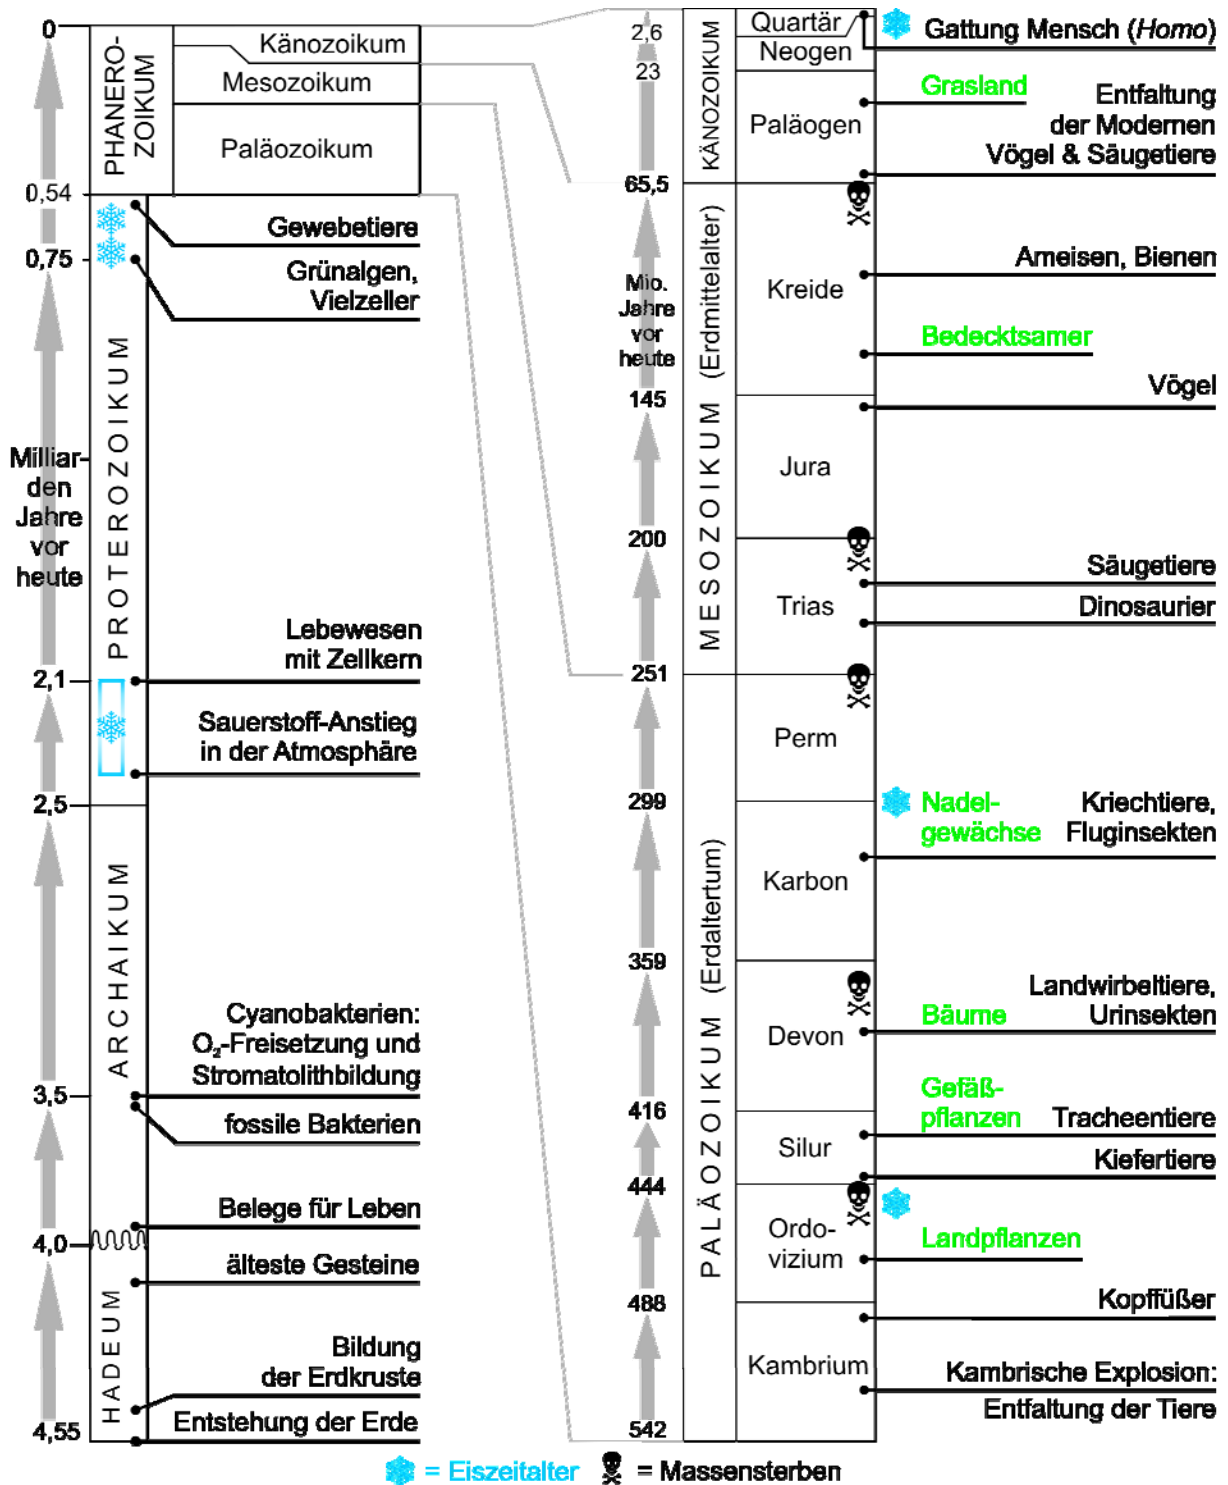 0
PHANERO-
ZOIKUM
Känozoikum
Mesozoikum
Paläozoikum
0,54
Gewebetiere
0,75
Grünalgen,
Vielzeller
PROTEROZOIKUM
Milliar-
den
Jahre
vor
heute
Lebewesen
mit Zellkern
2,1
Sauerstoff-Anstieg
in der Atmosphäre
2,5
ARCHAIKUM
Cyanobakterien:
O₂-Freisetzung und
Stromatolithbildung
3,5
fossile Bakterien
Belege für Leben
4,0
älteste Gesteine
HADEUM
Bildung
der Erdkruste
Entstehung der Erde
4,55
KÄNOZOIKUM
Quartär
2,6
Neogen
23
Paläogen
65,5
Gattung Mensch (Homo)
Grasland
Entfaltung
der Modernen
Vögel & Säugetiere
MESOZOIKUM (Erdmittelalter)
Mio.
Jahre
vor
heute
Kreide
Ameisen, Bienen
Bedecktsamer
145
Vögel
Jura
200
Säugetiere
Trias
Dinosaurier
251
PALÄOZOIKUM (Erdaltertum)
Perm
299
Nadel-
gewächse
Kriechtiere,
Fluginsekten
Karbon
359
Devon
Bäume
Landwirbeltiere,
Urinsekten
416
Gefäß-
pflanzen
Tracheentiere
Silur
Kiefertiere
444
Ordo-
vizium
Landpflanzen
488
Kopffüßer
Kambrium
Kambrische Explosion:
Entfaltung der Tiere
542
= Eiszeitalter
= Massensterben